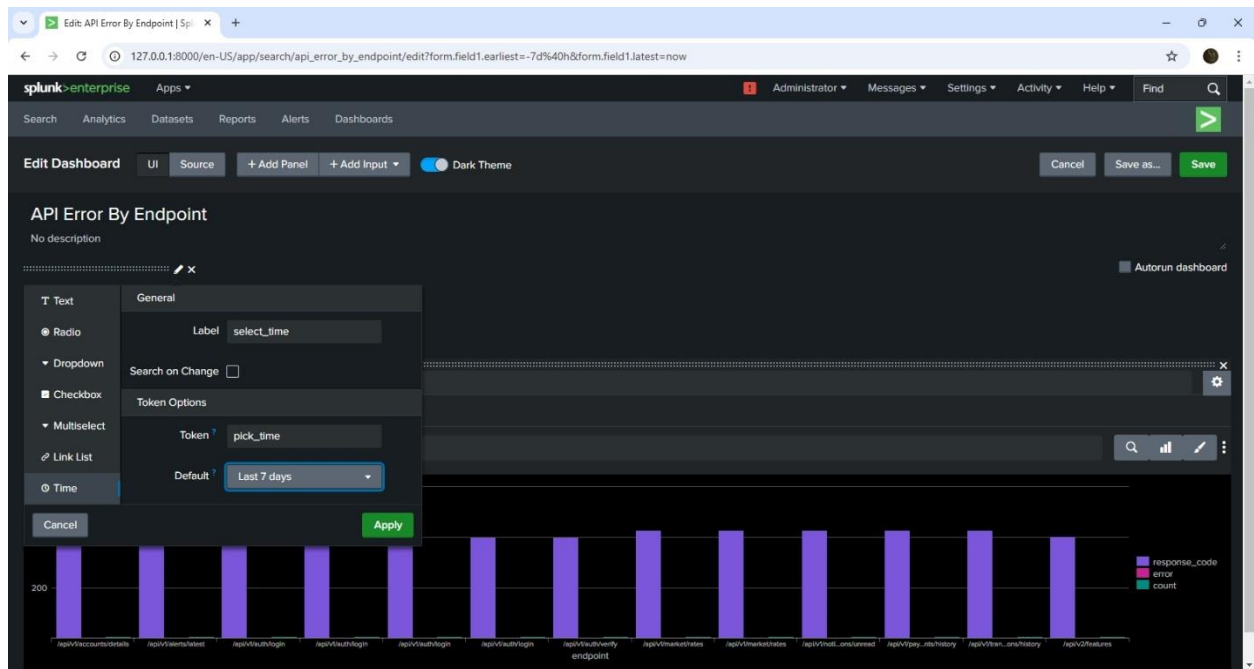 Edit: API Error By Endpoint | Spl
127.0.0.1:8000/en-US/app/search/api_error_by_endpoint/edit?form.field1.earliest=-7d%40h&form.field1.latest=now
splunk>enterprise Apps Administrator Messages Settings Activity Help Find
Search Analytics Datasets Reports Alerts Dashboards
Edit Dashboard UI Source + Add Panel + Add Input Dark Theme Cancel Save as... Save
API Error By Endpoint
No description
Autorun dashboard
T Text
Radio
Dropdown
Checkbox
Multiselect
Link List
Time
General
Label select_time
Search on Change
Token Options
Token ? pick_time
Default ? Last 7 days
Cancel Apply
200
response_code
error
count
/api/v1/accounts/details /api/v1/alerts/latest /api/v1/auth/login /api/v1/auth/login /api/v1/auth/login /api/v1/auth/login /api/v1/auth/verify /api/v1/market/rates /api/v1/market/rates /api/v1/noti...ons/unread /api/v1/pay...nts/history /api/v1/tran...ons/history /api/v2/features
endpoint